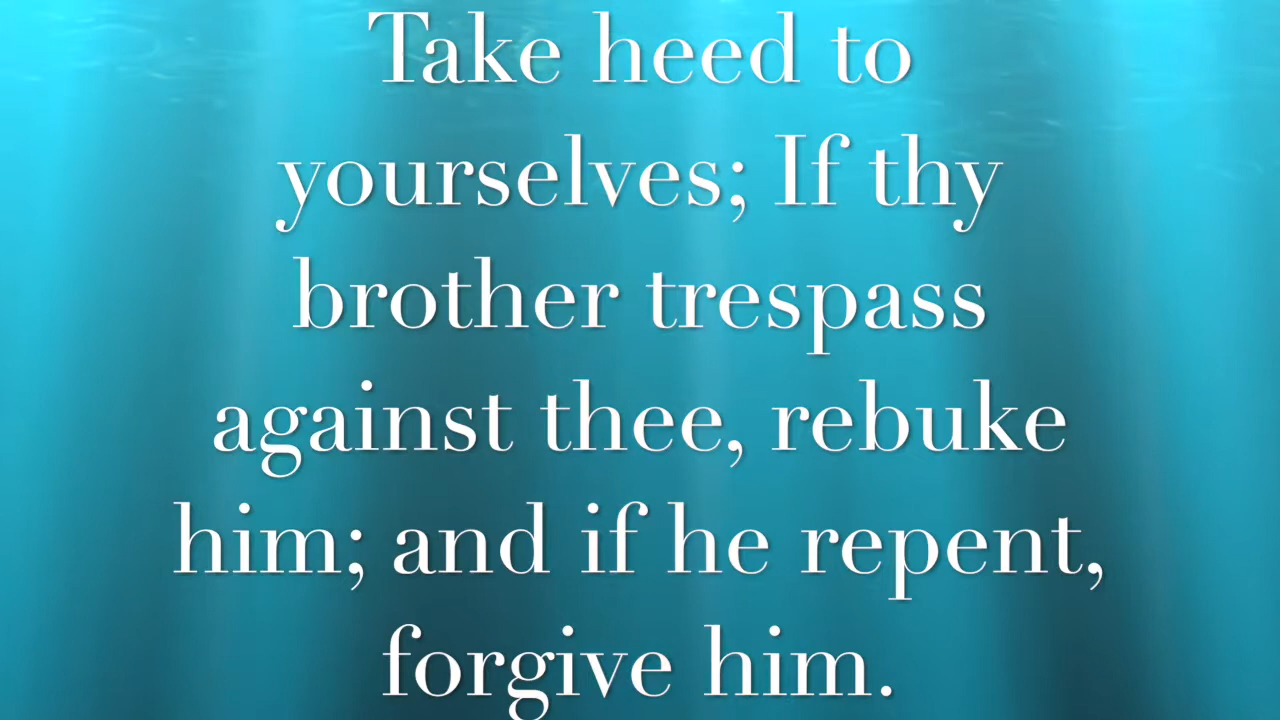 Take heed to
yourselves; If thy
brother trespass
against thee, rebuke
him; and if he repent,
forgive him.